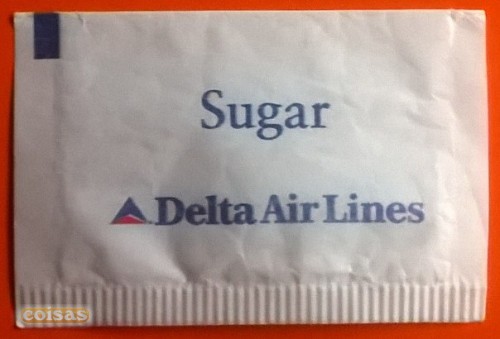 Sugar
Delta Air Lines
coisas